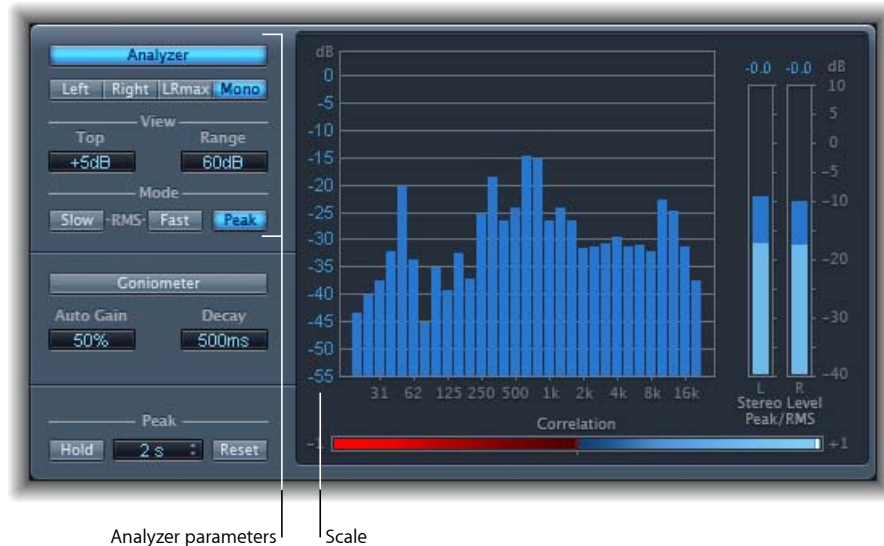 Analyzer
Left Right LRmax Mono
View
Top Range
+5dB 60dB
Mode
Slow -RMS- Fast Peak
Goniometer
Auto Gain Decay
50% 500ms
Peak
Hold 2 s Reset
dB
0
-5
-10
-15
-20
-25
-30
-35
-40
-45
-50
-55
31 62 125 250 500 1k 2k 4k 8k 16k
-0.0 -0.0 dB
10
5
0
-5
-10
-20
-30
-40
L R
Stereo Level
Peak/RMS
Correlation
-1 +1
Analyzer parameters
Scale